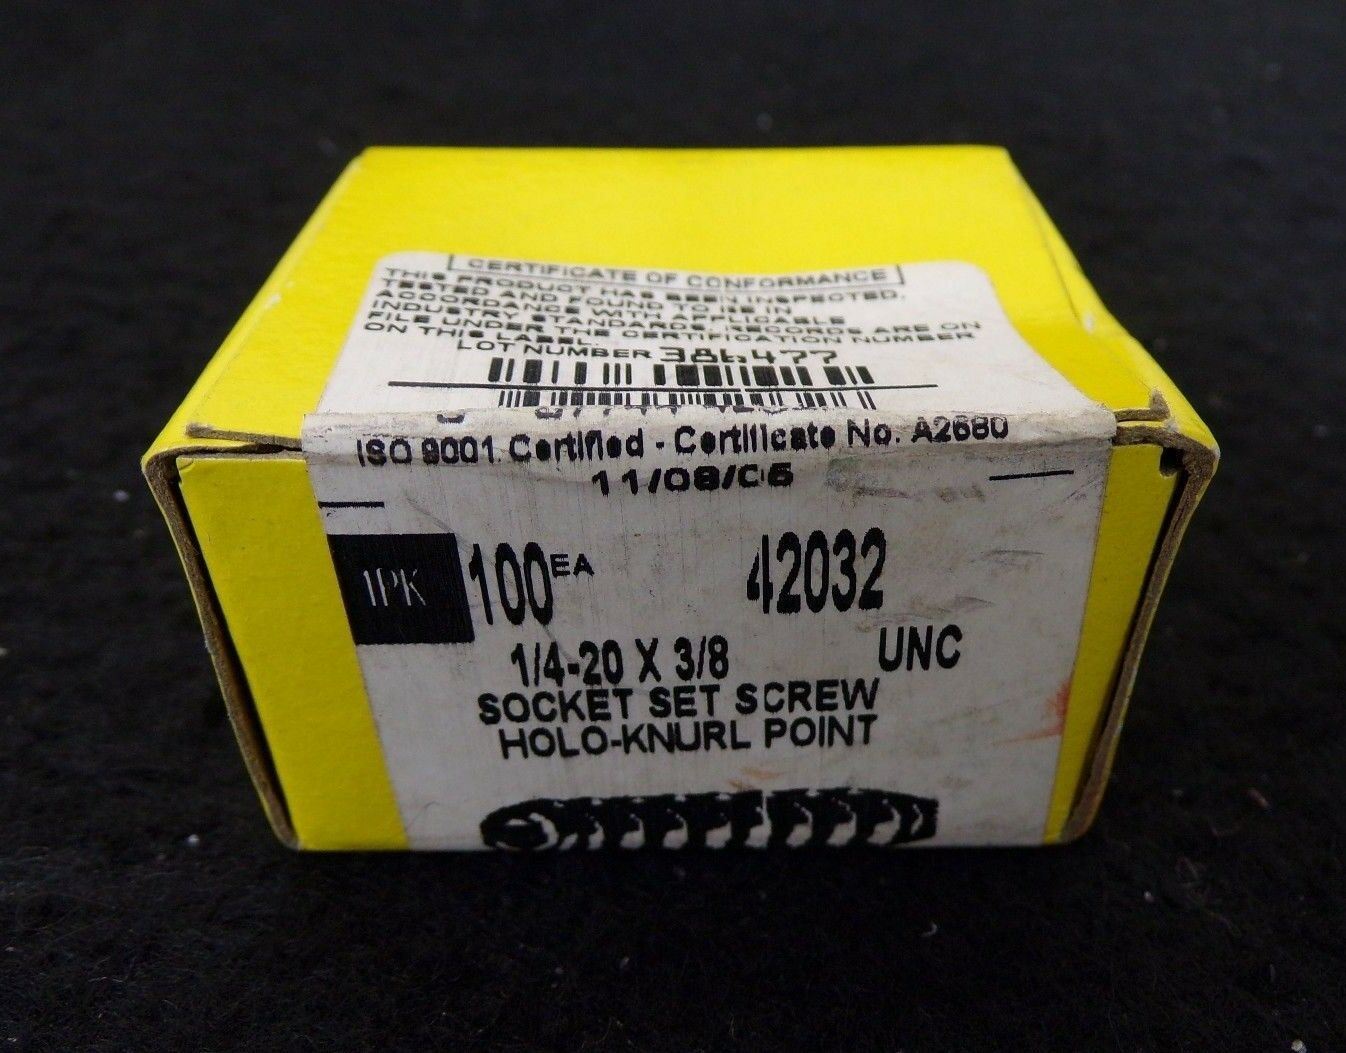 CERTIFICATE OF CONFORMANCE
THIS PRODUCT HAS BEEN INSPECTED,
TESTED AND FOUND TO BE IN
ACCORDANCE WITH APPLICABLE
INDUSTRY STANDARDS, RECORDS ARE ON
FILE UNDER THE CERTIFICATION NUMBER
ON THIS LABEL.
LOT NUMBER 386477
ISO 9001 Certified - Certificate No. A2680
11/08/06
1PK 100 EA 42032
1/4-20 X 3/8 UNC
SOCKET SET SCREW
HOLO-KNURL POINT